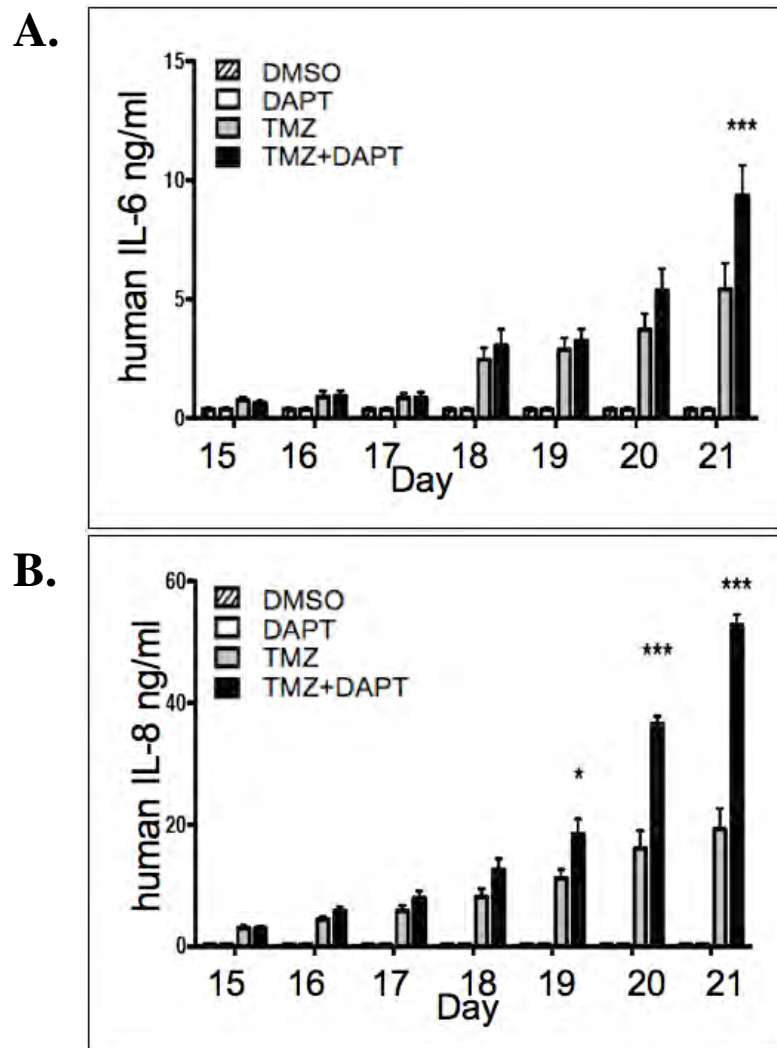 A.
15
DMSO
DAPT
TMZ
TMZ+DAPT
***
10
5
0
human IL-6 ng/ml
15 16 17 18 19 20 21
Day
B.
60
DMSO
DAPT
TMZ
TMZ+DAPT
***
***
40
*
20
0
human IL-8 ng/ml
15 16 17 18 19 20 21
Day